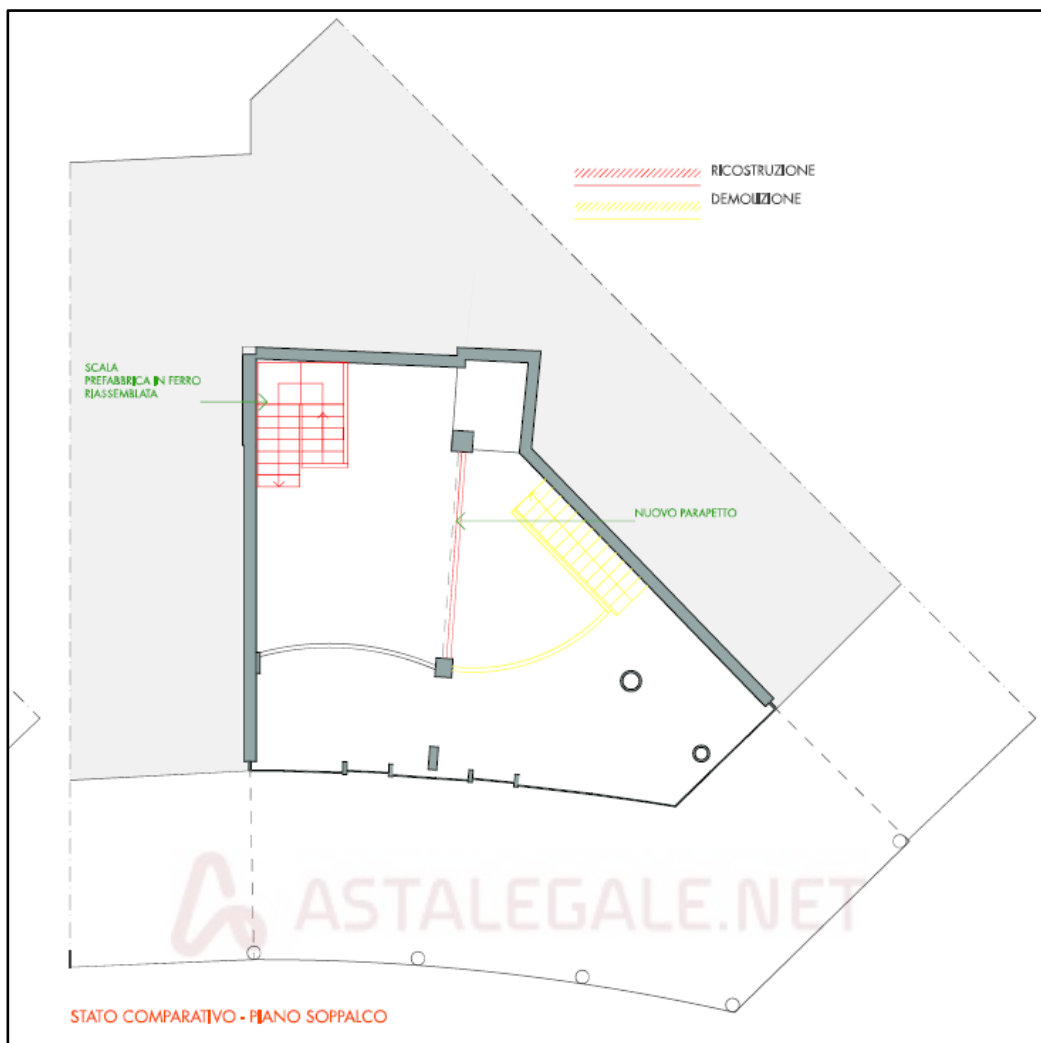 RICOSTRUZIONE
DEMOLIZIONE
SCALA
PREFABBRICA IN FERRO
RIASSEMBLATA
NUOVO PARAPETTO
ASTALEGALE.NET
STATO COMPARATIVO - PIANO SOPPALCO